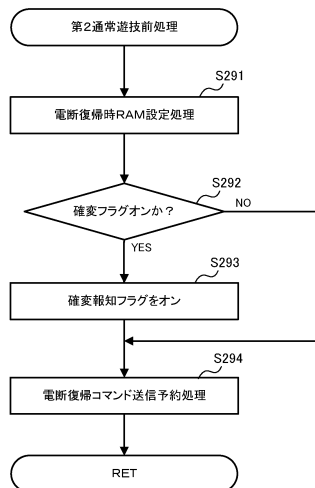 第2通常遊技前処理
S291
電断復帰時RAM設定処理
S292
確変フラグオンか？
NO
YES
S293
確変報知フラグをオン
S294
電断復帰コマンド送信予約処理
RET